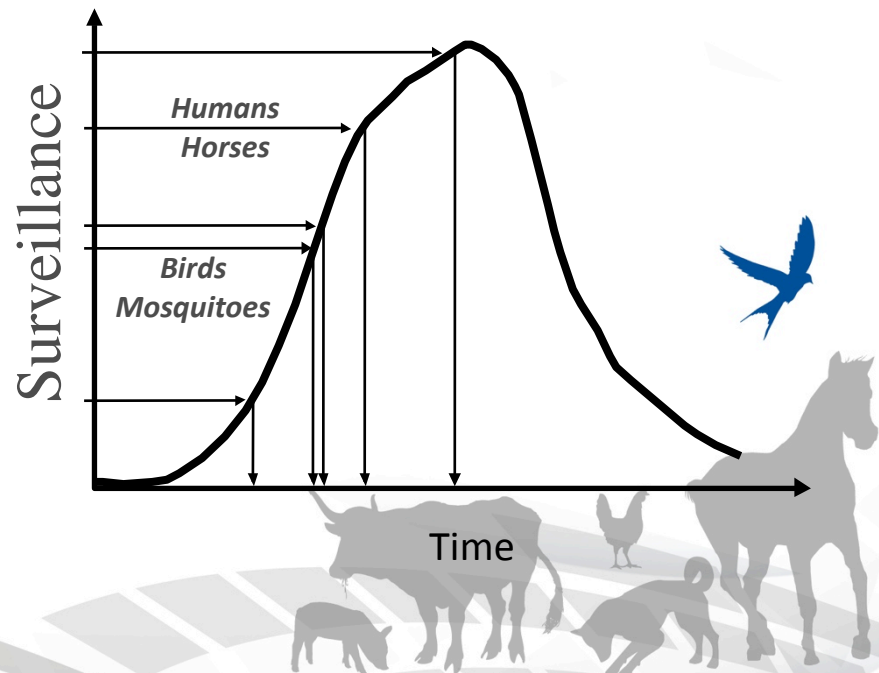 Surveillance
Humans
Horses
Birds
Mosquitoes
Time